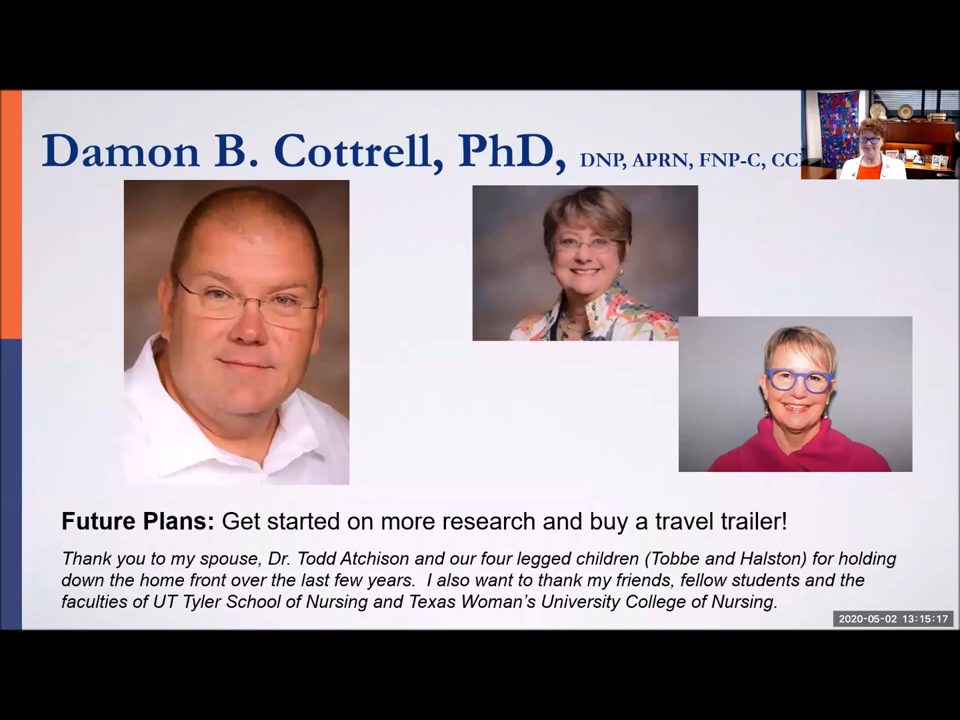 Damon B. Cottrell, PhD, DNP, APRN, FNP-C,
Future Plans: Get started on more research and buy a travel trailer!
Thank you to my spouse, Dr. Todd Atchison and our four legged children (Tobbe and Halston) for holding
down the home front over the last few years.  I also want to thank my friends, fellow students and the
faculties of UT Tyler School of Nursing and Texas Woman's University College of Nursing.
2020-05-02 13:15:17